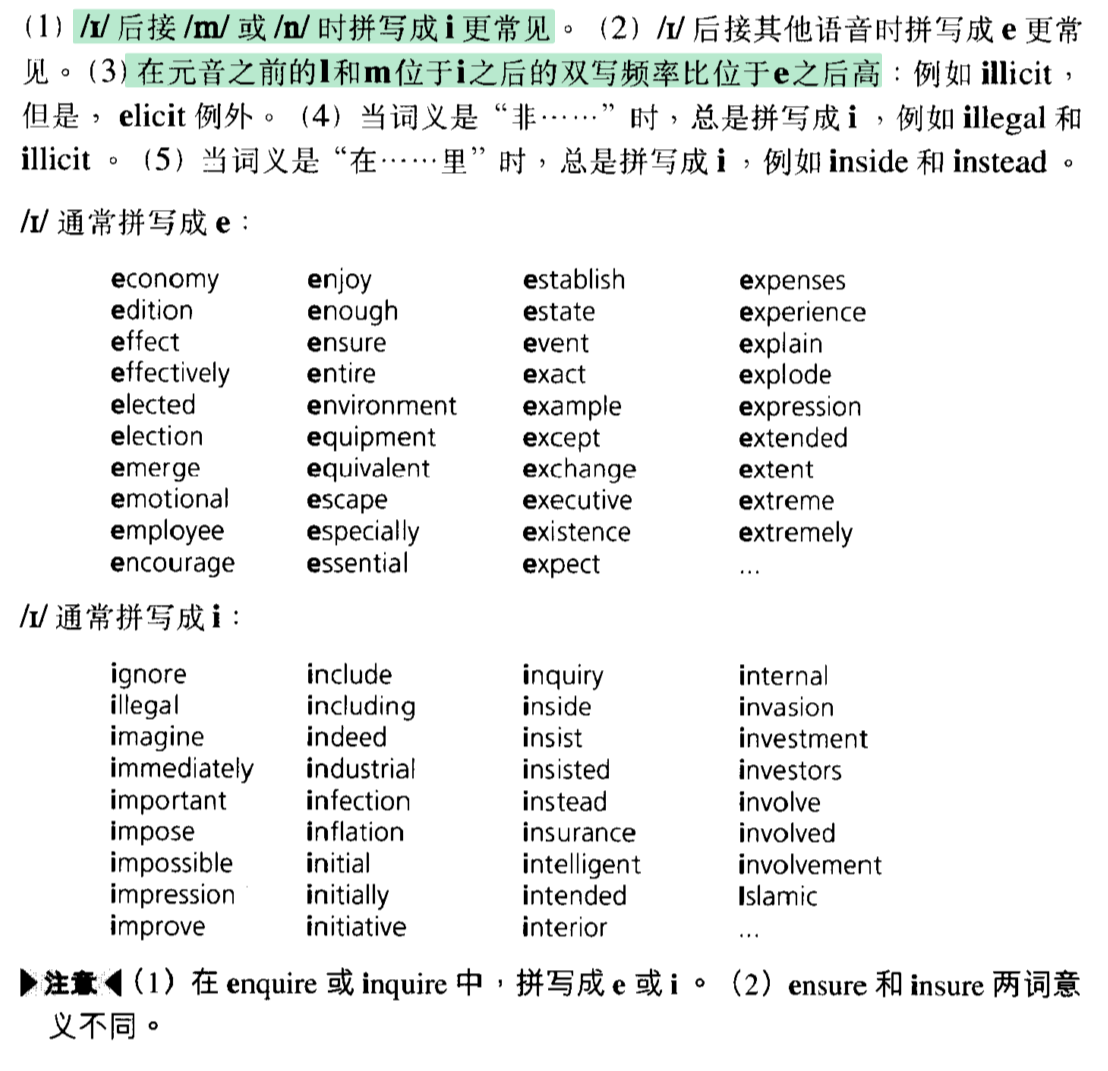 (1) /ɪ/ 后接 /m/ 或 /n/ 时拼写成 i 更常见。(2) /ɪ/ 后接其他语音时拼写成 e 更常
见。(3) 在元音之前的l和m位于i之后的双写频率比位于e之后高：例如 illicit，
但是，elicit 例外。(4) 当词义是“非……”时，总是拼写成 i，例如 illegal 和
illicit。(5) 当词义是“在……里”时，总是拼写成 i，例如 inside 和 instead。
/ɪ/ 通常拼写成 e：
economy enjoy establish expenses
edition enough estate experience
effect ensure event explain
effectively entire exact explode
elected environment example expression
election equipment except extended
emerge equivalent exchange extent
emotional escape executive extreme
employee especially existence extremely
encourage essential expect ...
/ɪ/ 通常拼写成 i：
ignore include inquiry internal
illegal including inside invasion
imagine indeed insist investment
immediately industrial insisted investors
important infection instead involve
impose inflation insurance involved
impossible initial intelligent involvement
impression initially intended Islamic
improve initiative interior ...
▶注意◀(1) 在 enquire 或 inquire 中，拼写成 e 或 i。(2) ensure 和 insure 两词意
义不同。